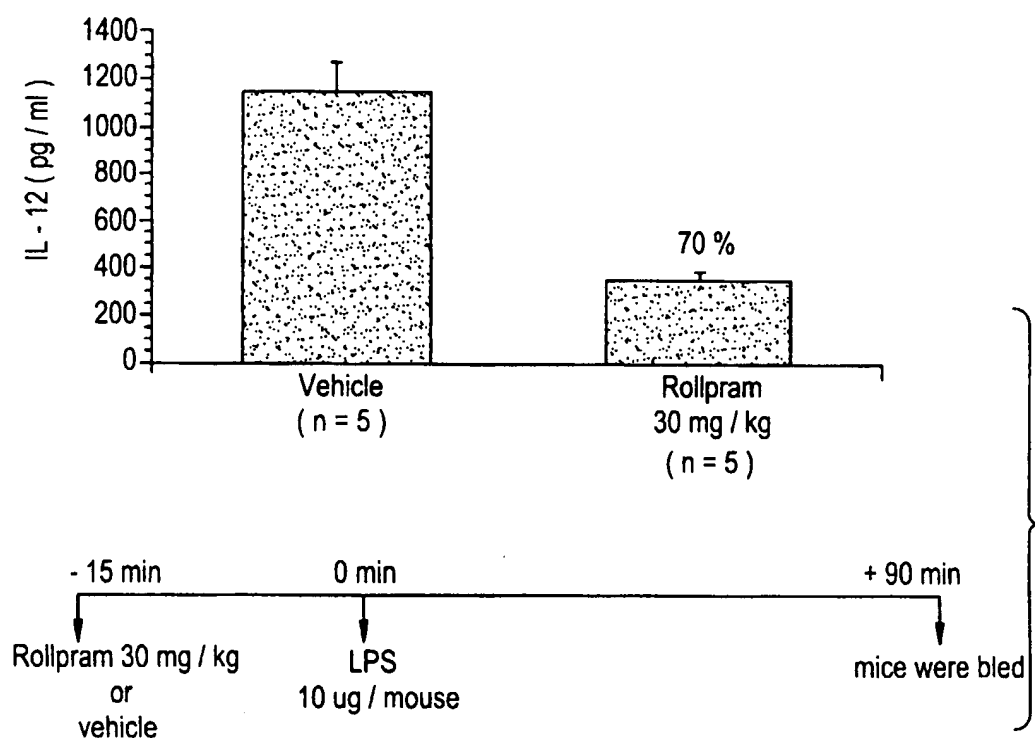 IL - 12 ( pg / ml )
1400
1200
1000
800
600
400
200
0
70 %
Vehicle
( n = 5 )
Rollpram
30 mg / kg
( n = 5 )
- 15 min
0 min
+ 90 min
Rollpram 30 mg / kg
or
vehicle
LPS
10 ug / mouse
mice were bled